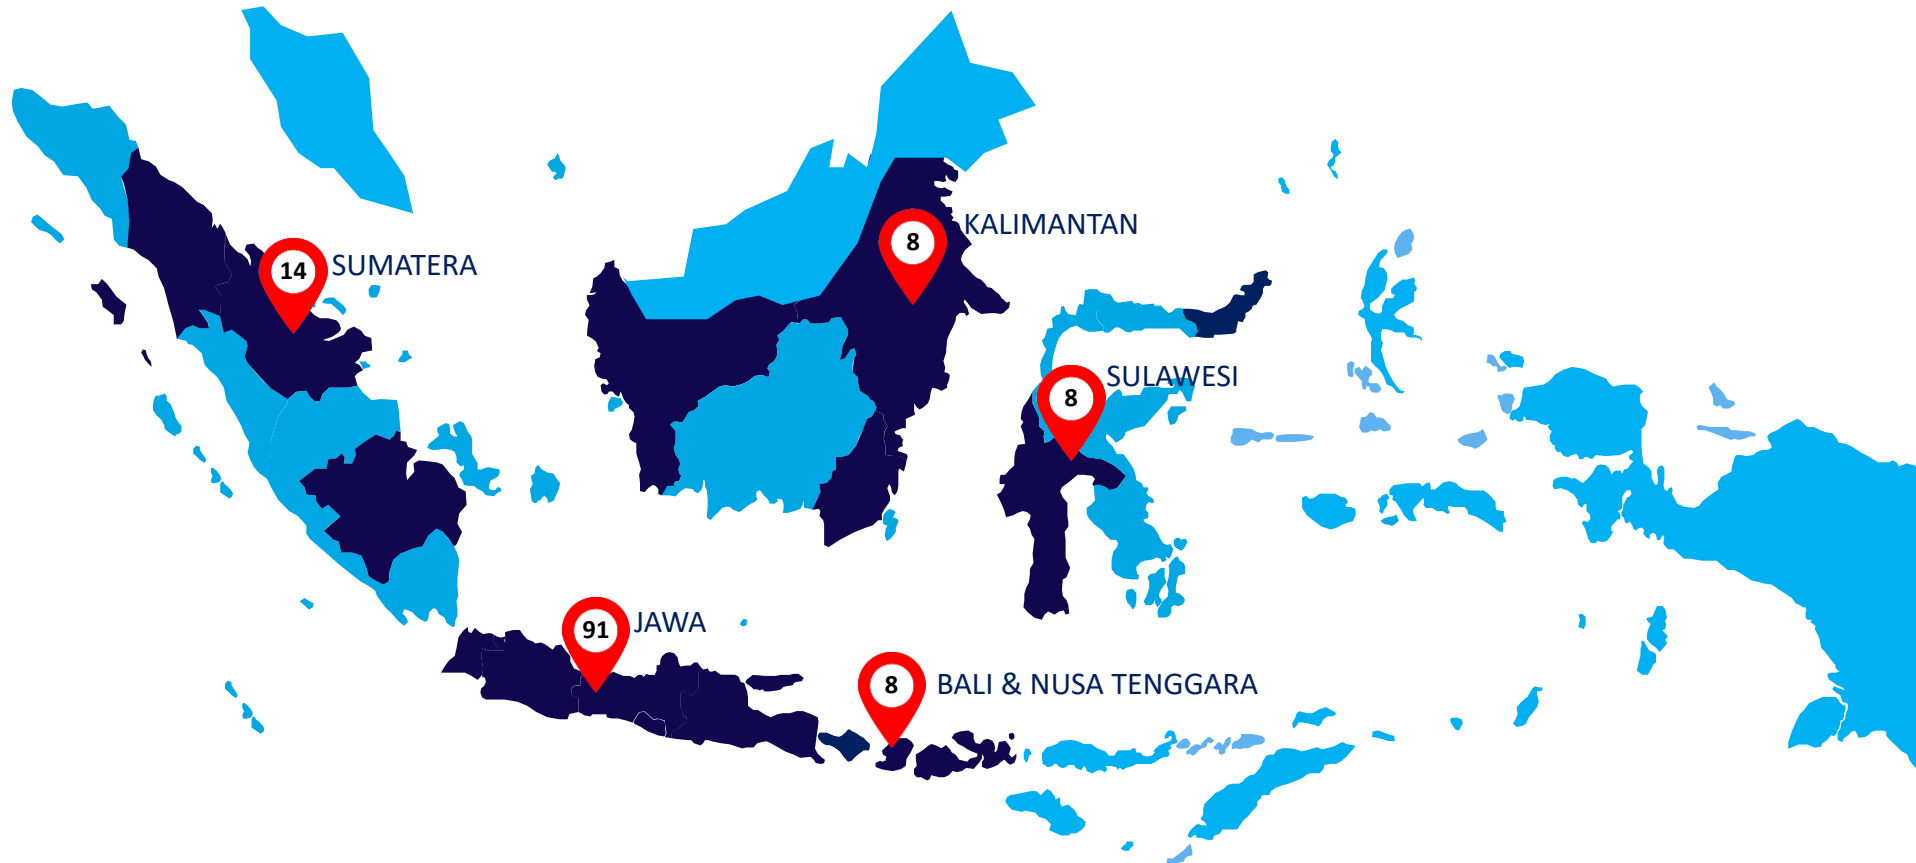 KALIMANTAN
8
14
SUMATERA
SULAWESI
8
91
JAWA
8
BALI & NUSA TENGGARA